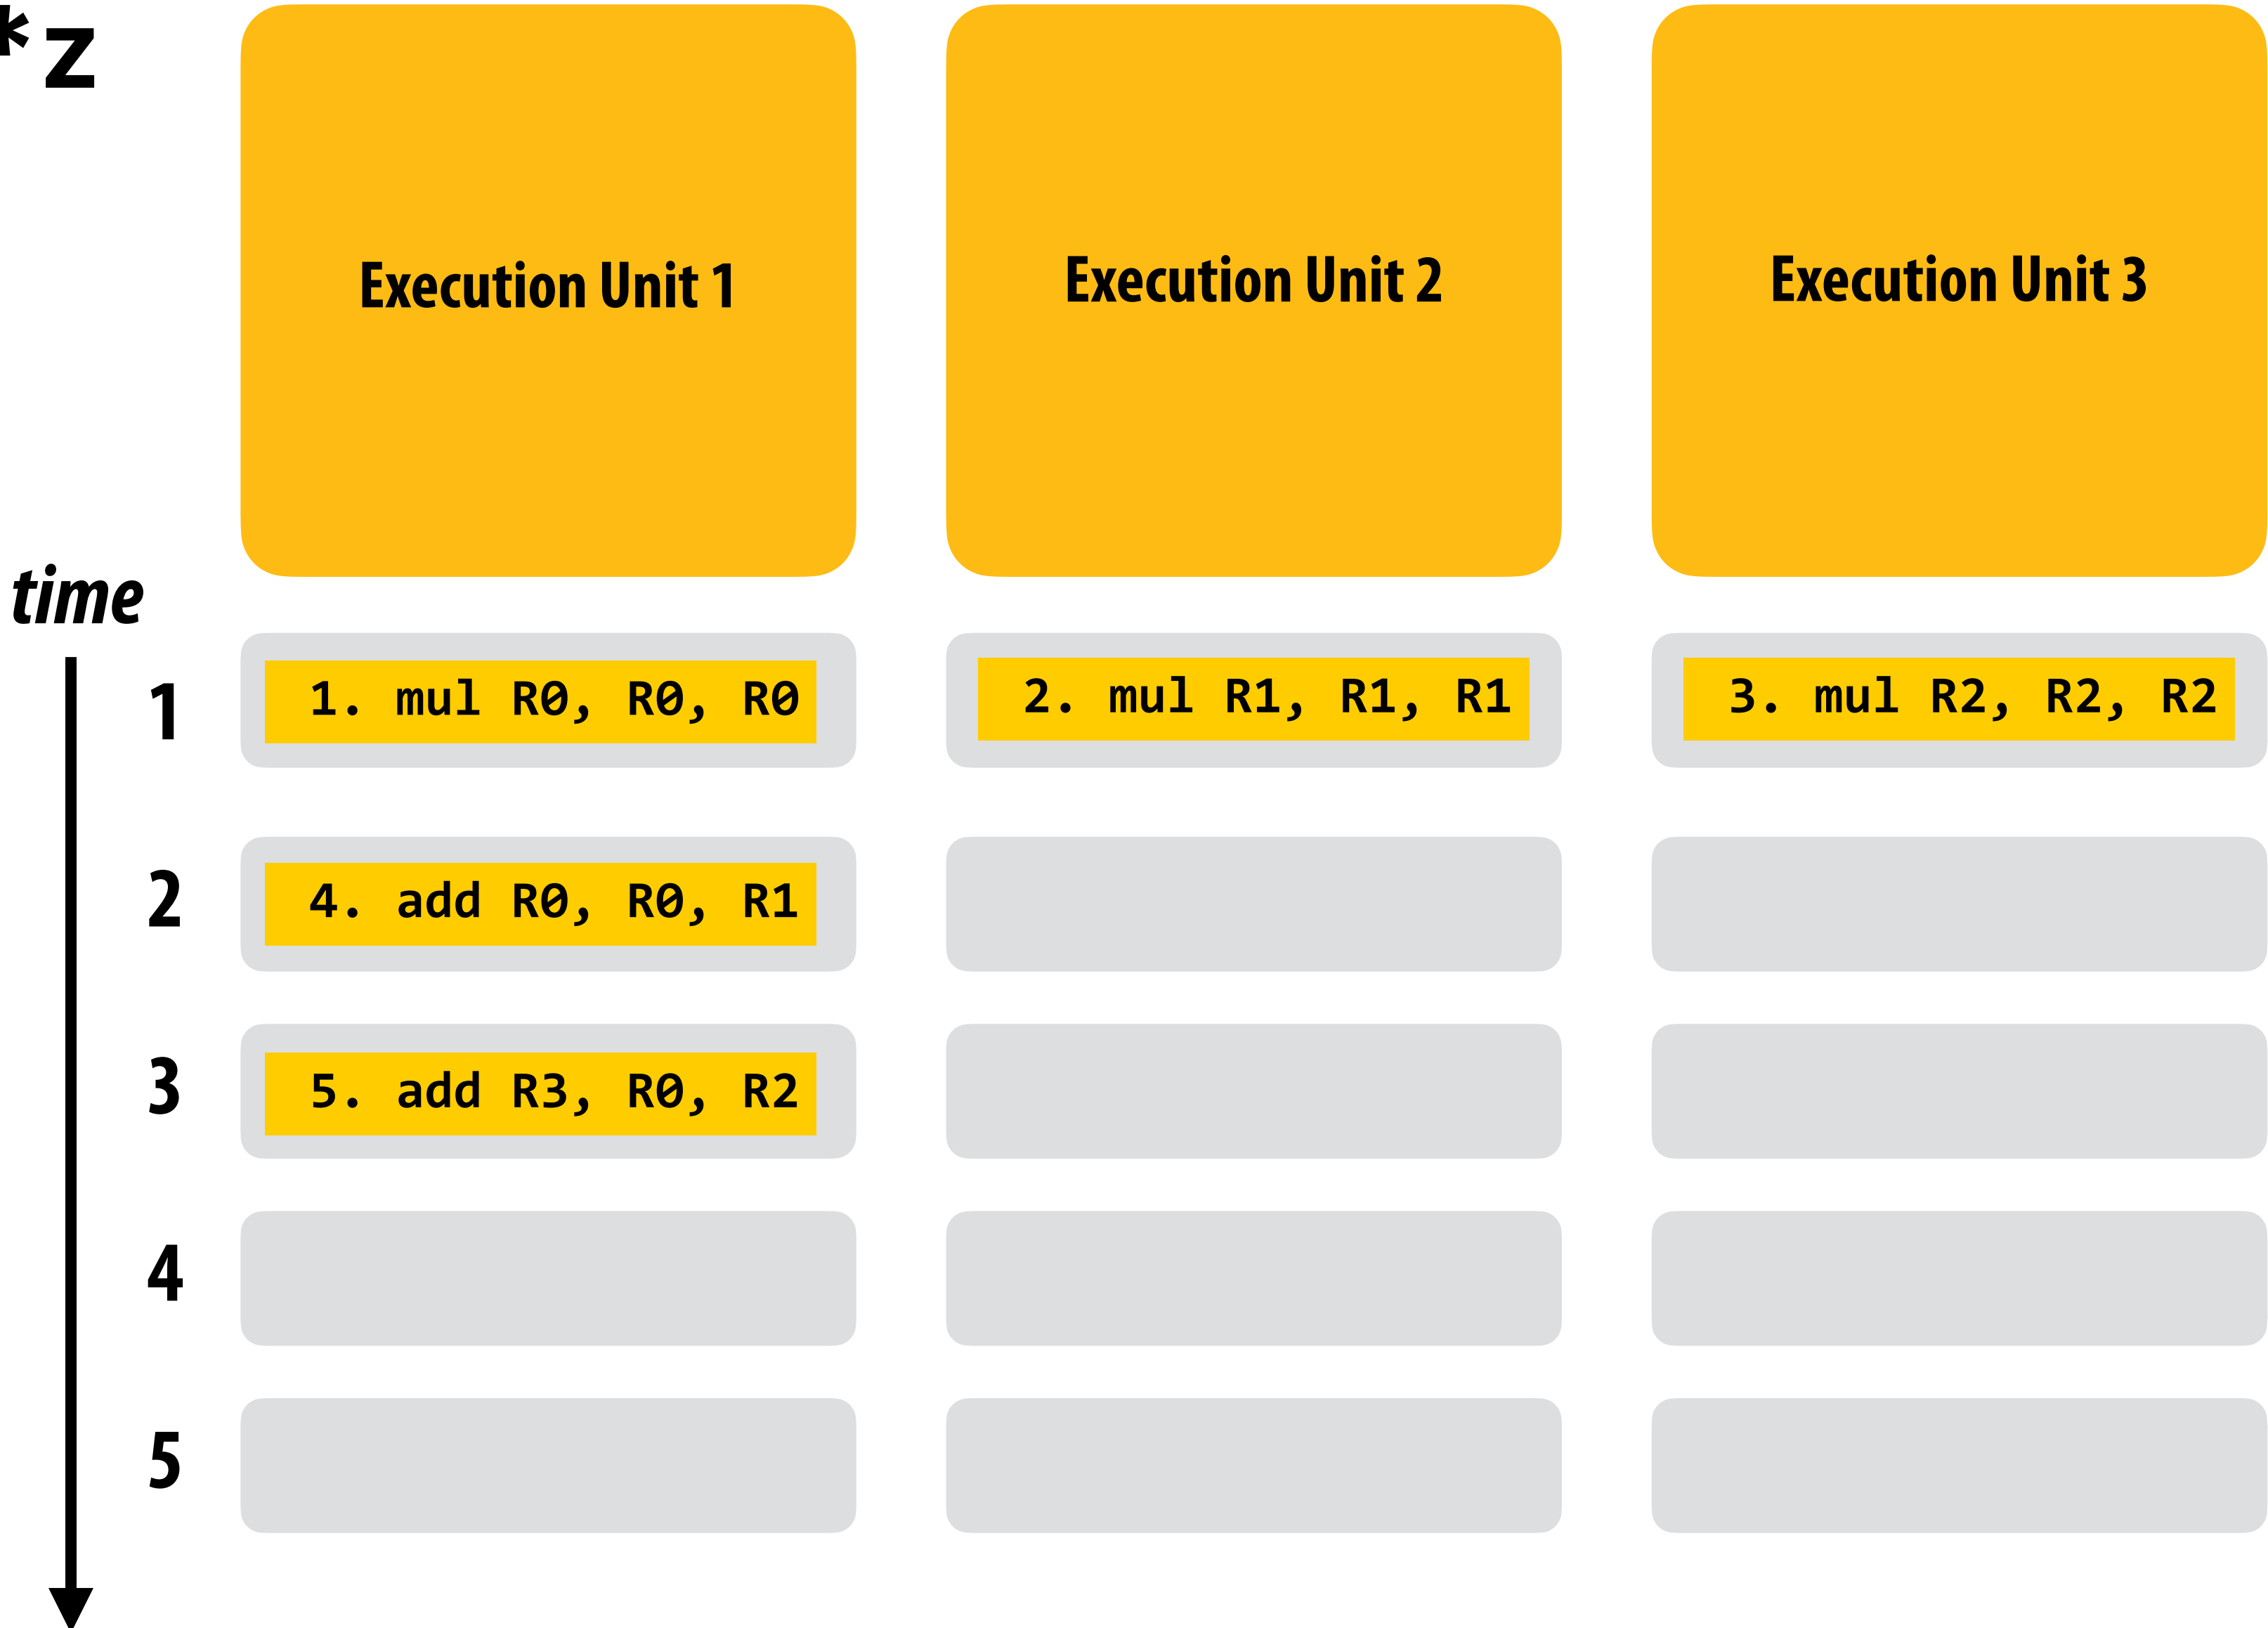 *z
Execution Unit 1
Execution Unit 2
Execution Unit 3
time
1
1. mul R0, R0, R0
2. mul R1, R1, R1
3. mul R2, R2, R2
2
4. add R0, R0, R1
3
5. add R3, R0, R2
4
5